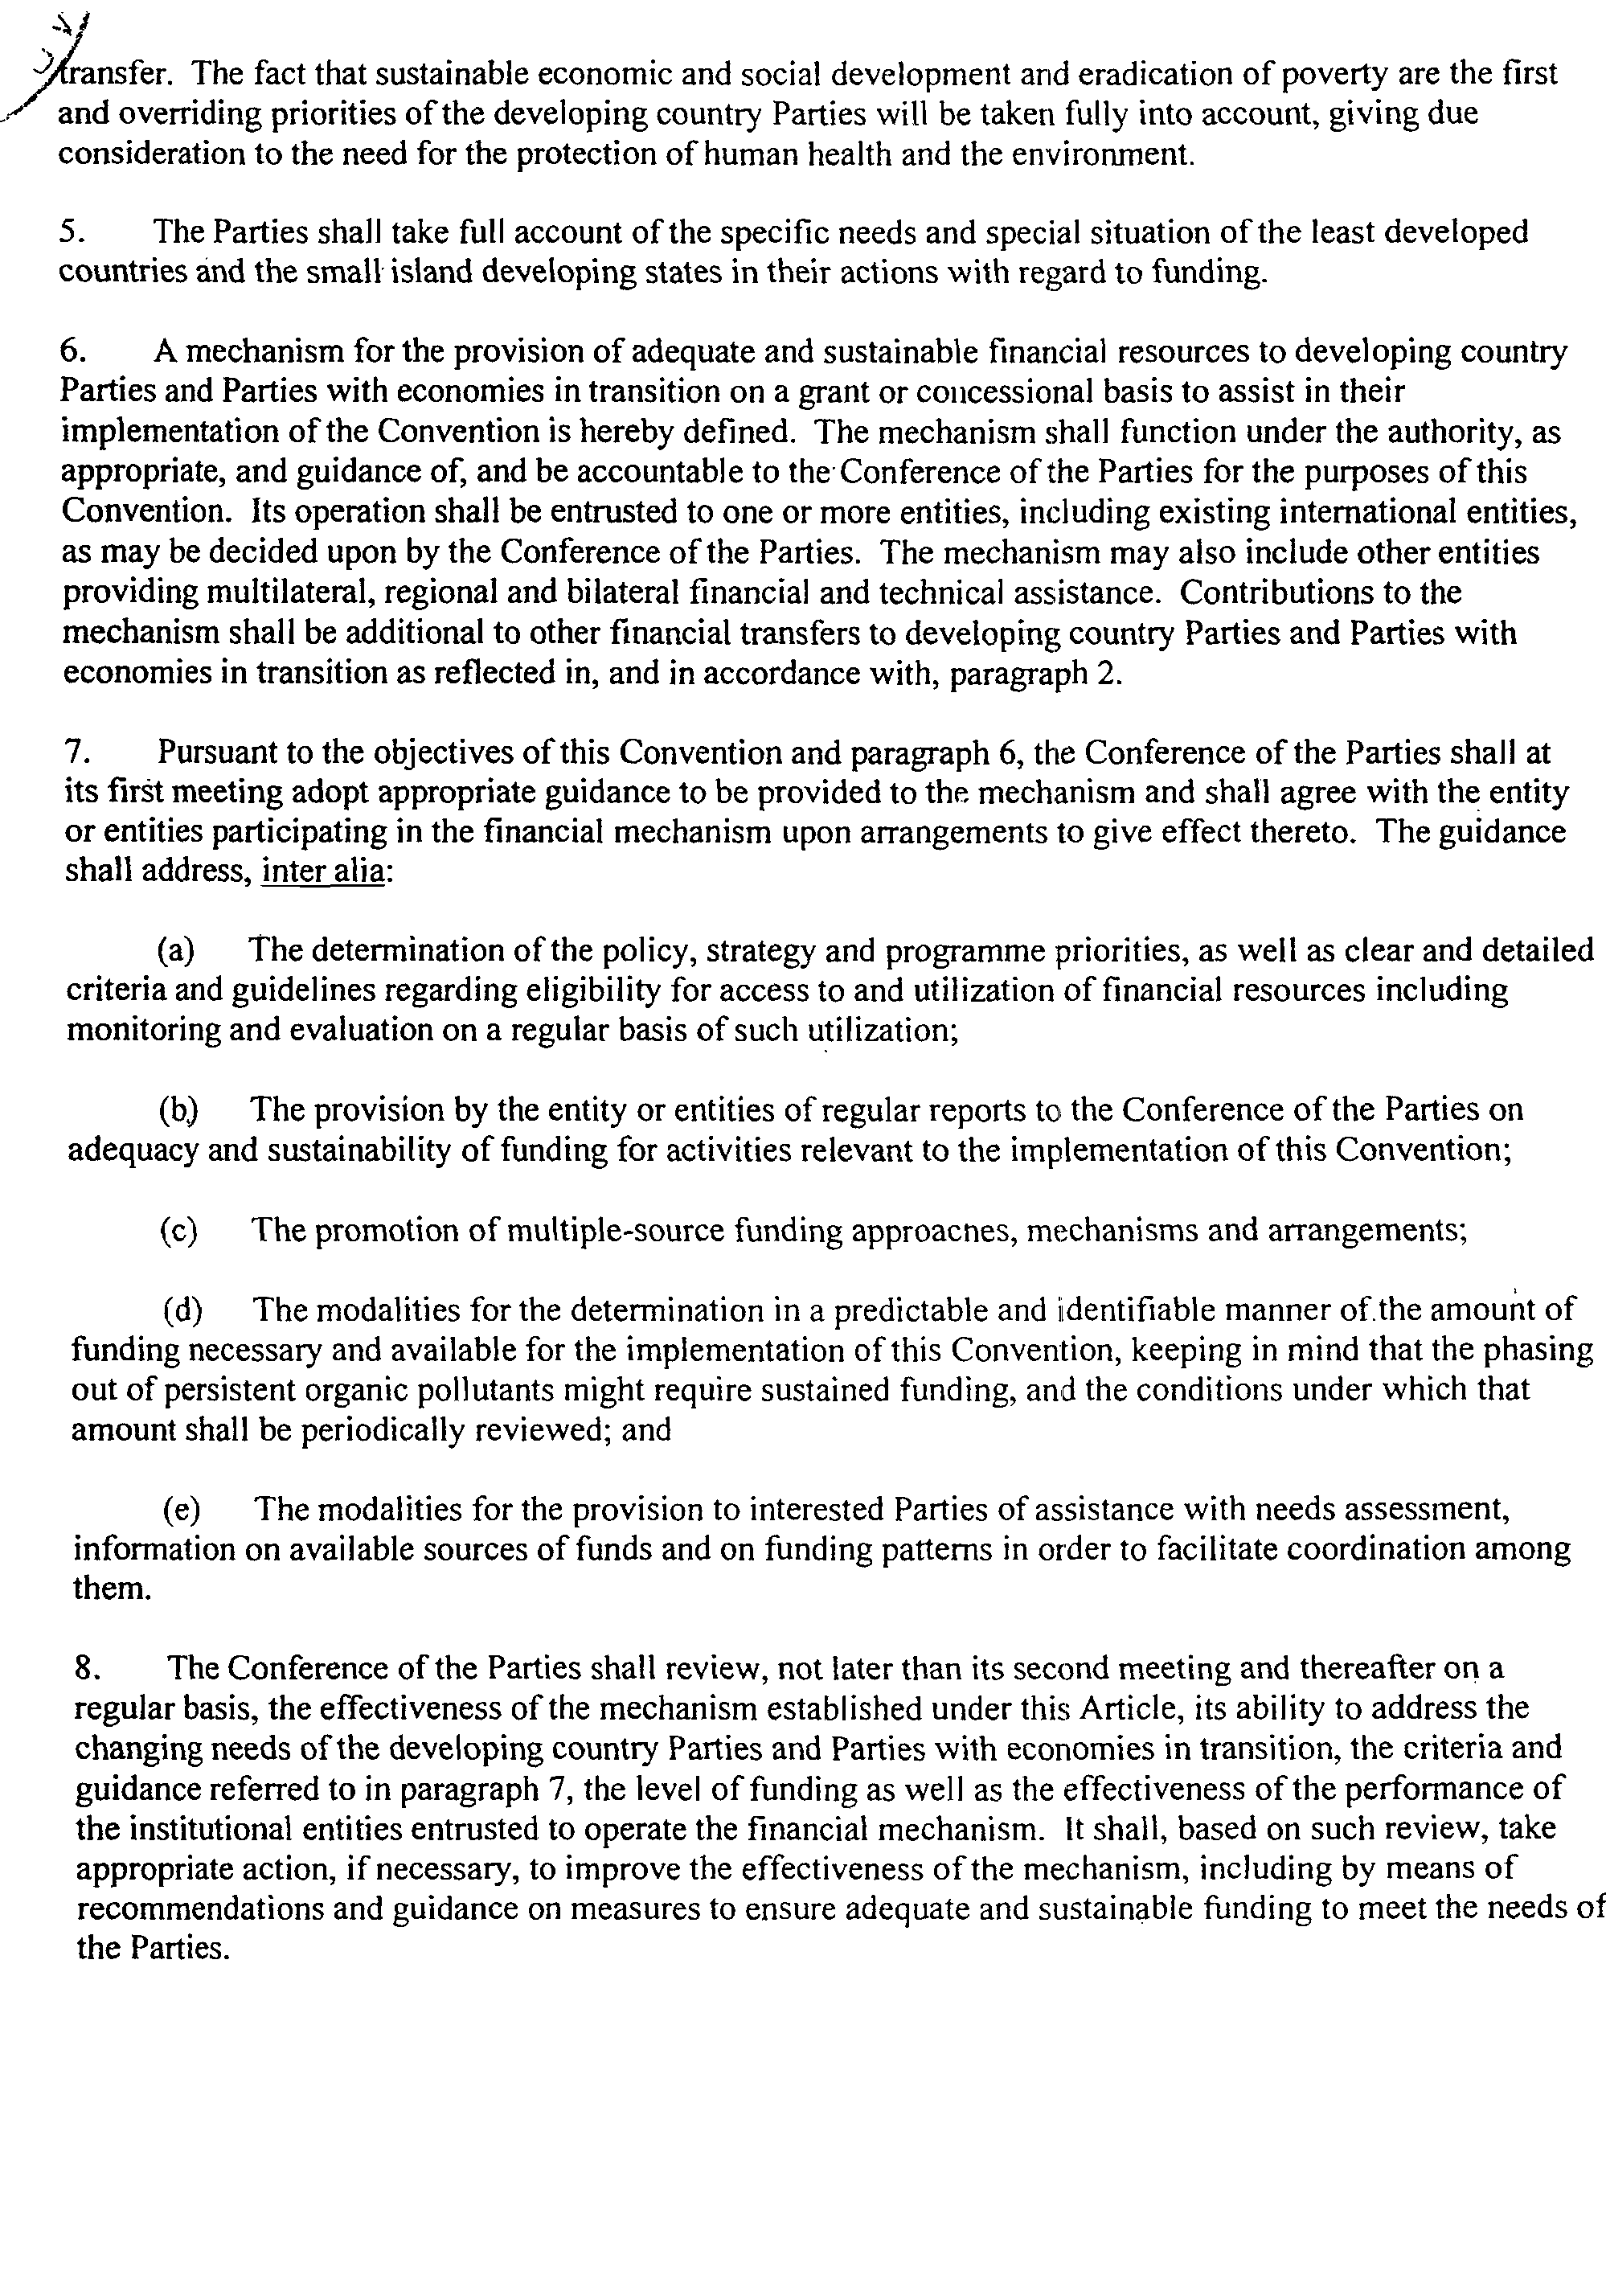 transfer. The fact that sustainable economic and social development and eradication of poverty are the first
and overriding priorities of the developing country Parties will be taken fully into account, giving due
consideration to the need for the protection of human health and the environment.
5. The Parties shall take full account of the specific needs and special situation of the least developed
countries and the small island developing states in their actions with regard to funding.
6. A mechanism for the provision of adequate and sustainable financial resources to developing country
Parties and Parties with economies in transition on a grant or concessional basis to assist in their
implementation of the Convention is hereby defined. The mechanism shall function under the authority, as
appropriate, and guidance of, and be accountable to the Conference of the Parties for the purposes of this
Convention. Its operation shall be entrusted to one or more entities, including existing international entities,
as may be decided upon by the Conference of the Parties. The mechanism may also include other entities
providing multilateral, regional and bilateral financial and technical assistance. Contributions to the
mechanism shall be additional to other financial transfers to developing country Parties and Parties with
economies in transition as reflected in, and in accordance with, paragraph 2.
7. Pursuant to the objectives of this Convention and paragraph 6, the Conference of the Parties shall at
its first meeting adopt appropriate guidance to be provided to the mechanism and shall agree with the entity
or entities participating in the financial mechanism upon arrangements to give effect thereto. The guidance
shall address, inter alia:
(a) The determination of the policy, strategy and programme priorities, as well as clear and detailed
criteria and guidelines regarding eligibility for access to and utilization of financial resources including
monitoring and evaluation on a regular basis of such utilization;
(b) The provision by the entity or entities of regular reports to the Conference of the Parties on
adequacy and sustainability of funding for activities relevant to the implementation of this Convention;
(c) The promotion of multiple-source funding approaches, mechanisms and arrangements;
(d) The modalities for the determination in a predictable and identifiable manner of the amount of
funding necessary and available for the implementation of this Convention, keeping in mind that the phasing
out of persistent organic pollutants might require sustained funding, and the conditions under which that
amount shall be periodically reviewed; and
(e) The modalities for the provision to interested Parties of assistance with needs assessment,
information on available sources of funds and on funding patterns in order to facilitate coordination among
them.
8. The Conference of the Parties shall review, not later than its second meeting and thereafter on a
regular basis, the effectiveness of the mechanism established under this Article, its ability to address the
changing needs of the developing country Parties and Parties with economies in transition, the criteria and
guidance referred to in paragraph 7, the level of funding as well as the effectiveness of the performance of
the institutional entities entrusted to operate the financial mechanism. It shall, based on such review, take
appropriate action, if necessary, to improve the effectiveness of the mechanism, including by means of
recommendations and guidance on measures to ensure adequate and sustainable funding to meet the needs of
the Parties.